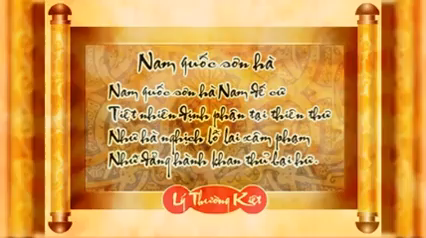 Nam quốc sơn hà
Nam quốc sơn hà Nam đế cư
Tiệt nhiên định phận tại thiên thư
Như hà nghịch lỗ lai xâm phạm
Nhữ đẳng hành khan thủ bại hư.
Lý Thường Kiệt